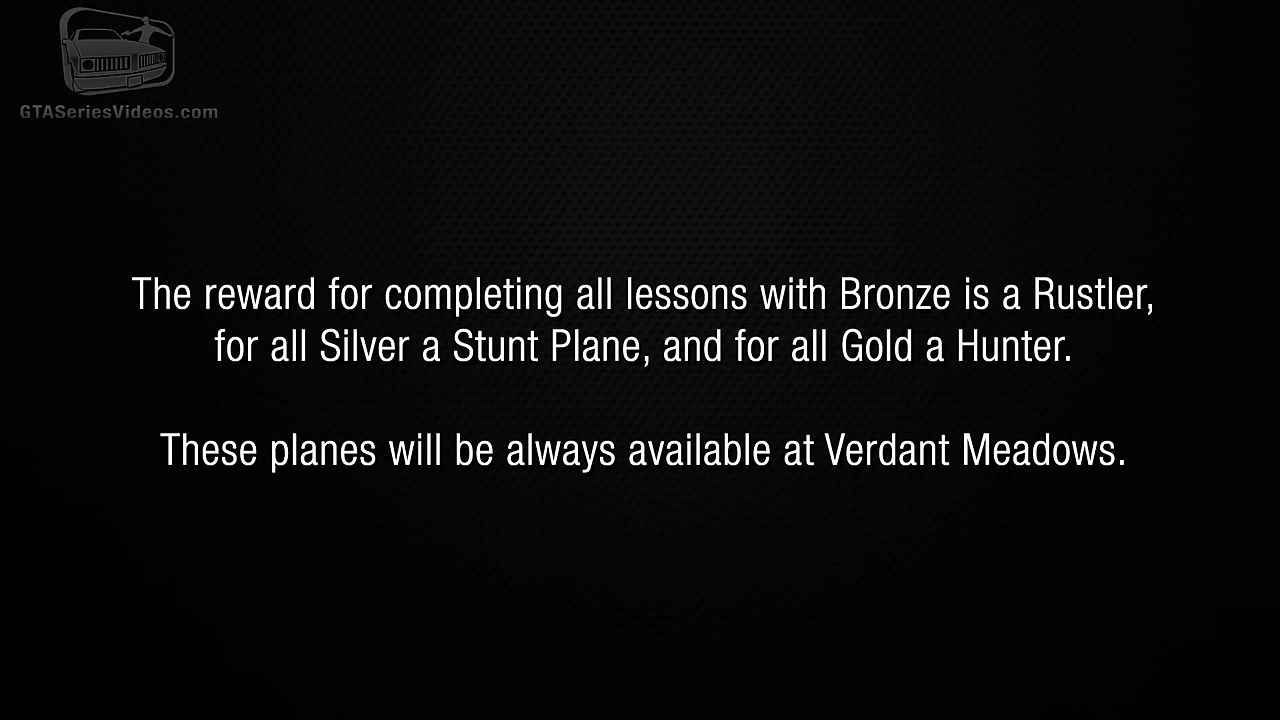 GTASeriesVideos.com
The reward for completing all lessons with Bronze is a Rustler,
for all Silver a Stunt Plane, and for all Gold a Hunter.
These planes will be always available at Verdant Meadows.